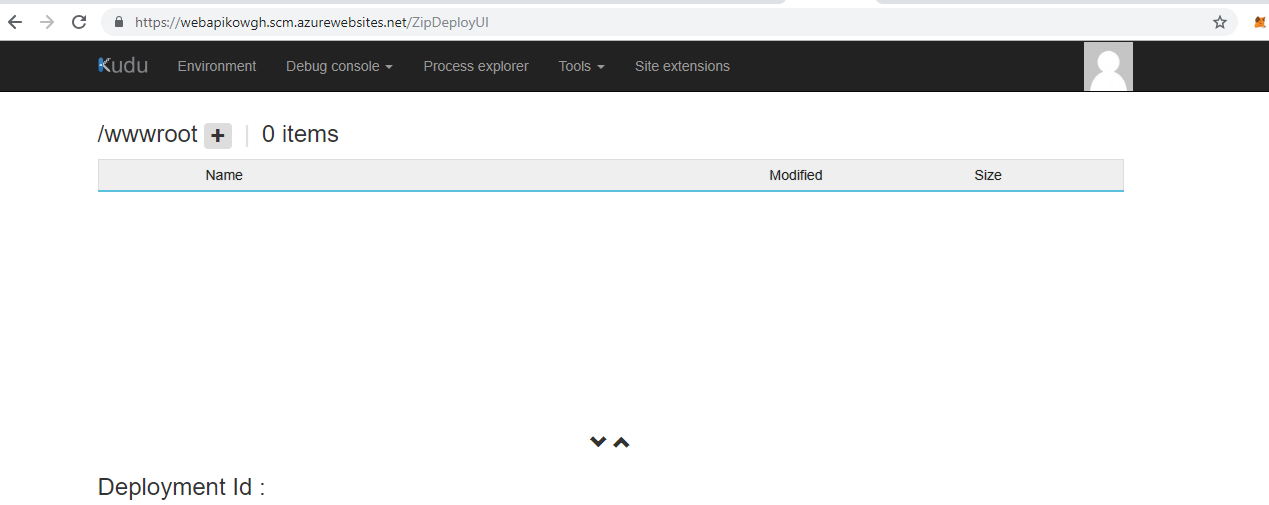 https://webapikowgh.scm.azurewebsites.net/ZipDeployUI
Kudu Environment Debug console Process explorer Tools Site extensions
/wwwroot + | 0 items
Name Modified Size
Deployment Id :